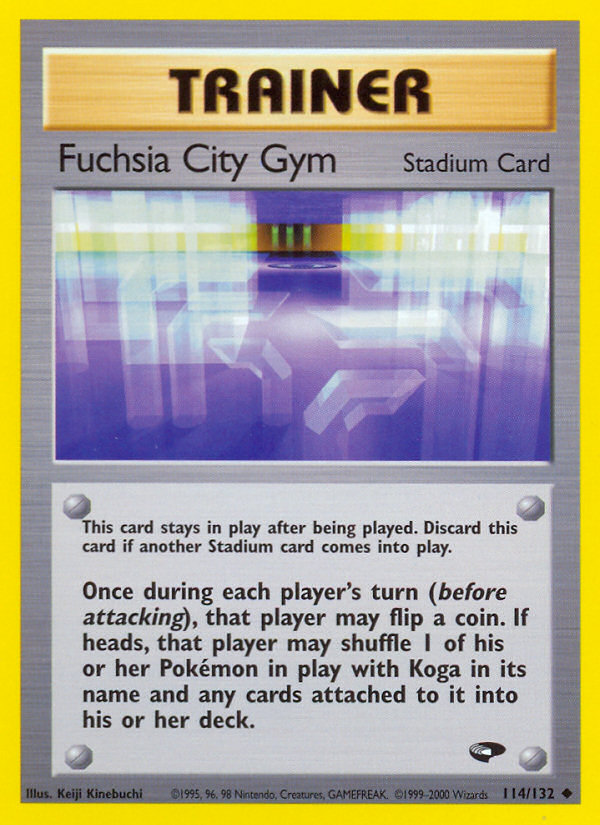 TRAINER
Fuchsia City Gym Stadium Card
This card stays in play after being played. Discard this
card if another Stadium card comes into play.
Once during each player's turn (before
attacking), that player may flip a coin. If
heads, that player may shuffle 1 of his
or her Pokémon in play with Koga in its
name and any cards attached to it into
his or her deck.
Illus. Keiji Kinebuchi ©1995, 96, 98 Nintendo, Creatures, GAMEFREAK. ©1999-2000 Wizards 114/132 ◆